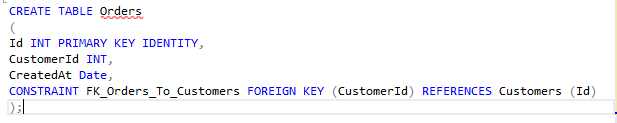 CREATE TABLE Orders
(
Id INT PRIMARY KEY IDENTITY,
CustomerId INT,
CreatedAt Date,
CONSTRAINT FK_Orders_To_Customers FOREIGN KEY (CustomerId) REFERENCES Customers (Id)
);